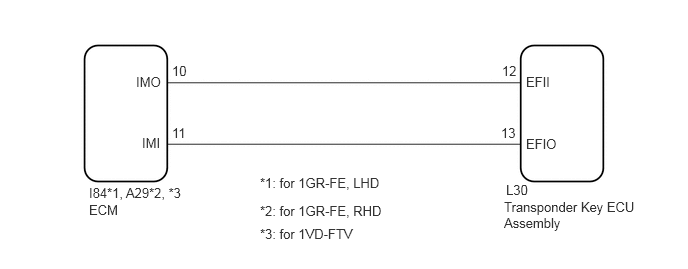 10
12
IMO
EFII
11
13
IMI
EFIO
I84*1, A29*2, *3
ECM
*1: for 1GR-FE, LHD
*2: for 1GR-FE, RHD
*3: for 1VD-FTV
L30
Transponder Key ECU
Assembly